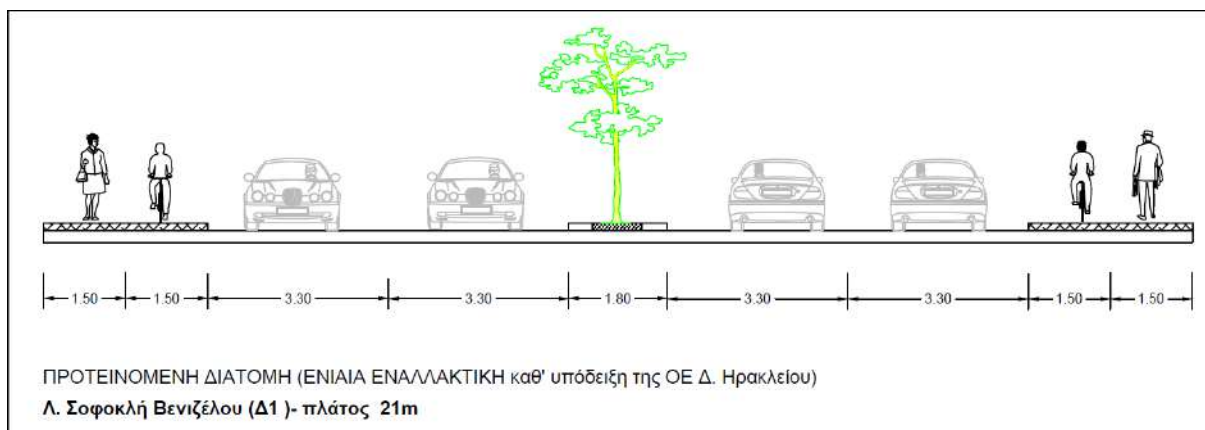 1.50 1.50 3.30 3.30 1.80 3.30 3.30 1.50 1.50
ΠΡΟΤΕΙΝΟΜΕΝΗ ΔΙΑΤΟΜΗ (ΕΝΙΑΙΑ ΕΝΑΛΛΑΚΤΙΚΗ καθ' υπόδειξη της ΟΕ Δ. Ηρακλείου)
Λ. Σοφοκλή Βενιζέλου (Δ1 )- πλάτος 21m